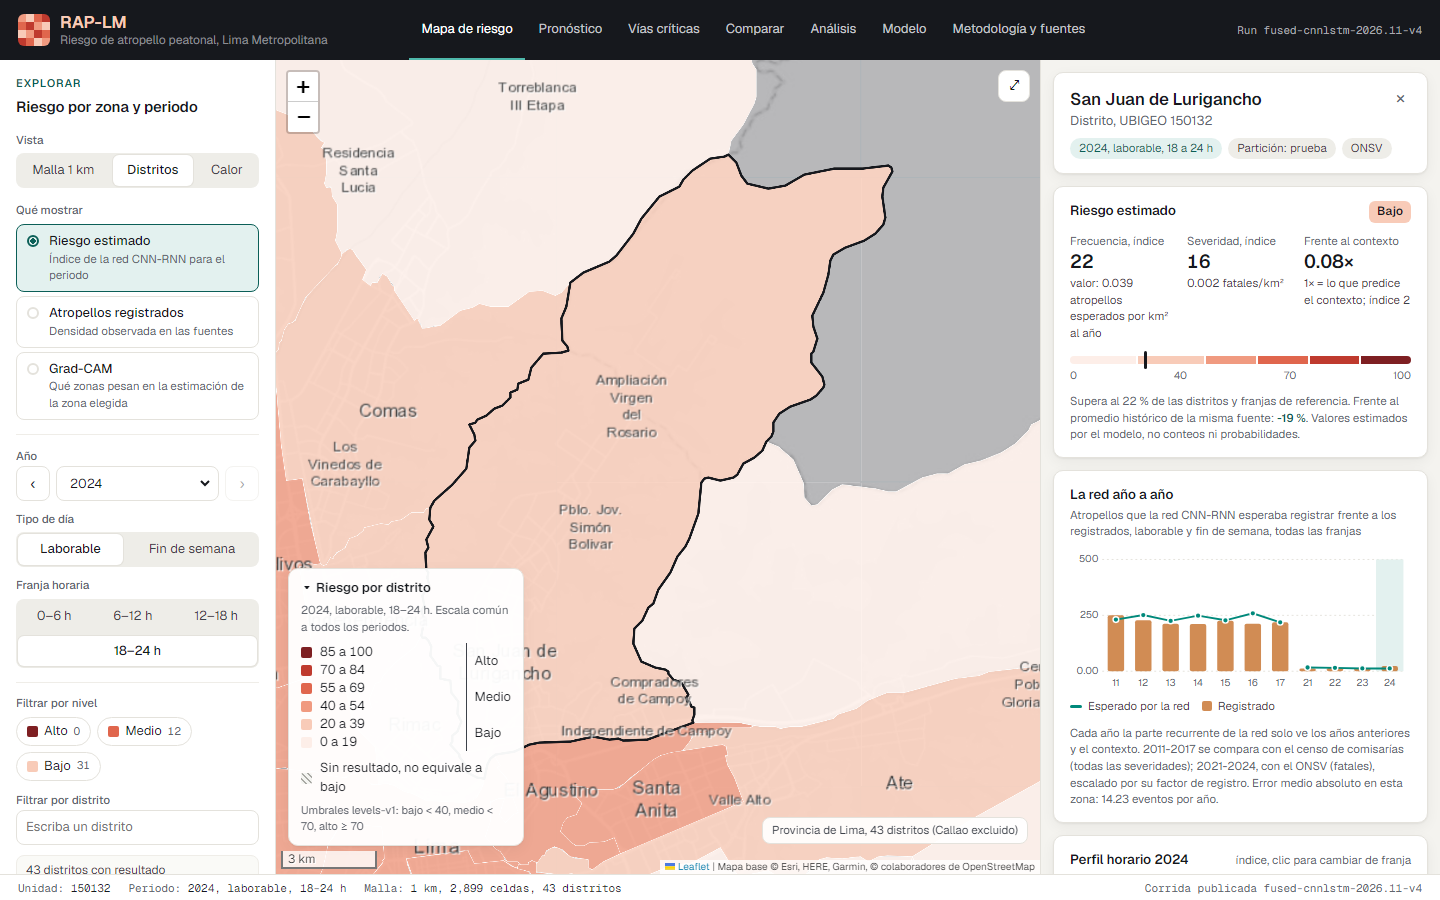 RAP-LM
Riesgo de atropello peatonal, Lima Metropolitana
Mapa de riesgo
Pronóstico
Vías críticas
Comparar
Análisis
Modelo
Metodología y fuentes
Run fused-cnnlstm-2026.11-v4
EXPLORAR
Riesgo por zona y periodo
Vista
Malla 1 km
Distritos
Calor
Qué mostrar
Riesgo estimado
Índice de la red CNN-RNN para el
periodo
Atropellos registrados
Densidad observada en las fuentes
Grad-CAM
Qué zonas pesan en la estimación de
la zona elegida
Año
‹
2024
›
Tipo de día
Laborable
Fin de semana
Franja horaria
0–6 h
6–12 h
12–18 h
18–24 h
Filtrar por nivel
Alto 0
Medio 12
Bajo 31
Filtrar por distrito
Escriba un distrito
43 distritos con resultado
+
−
Torreblanca
III Etapa
Residencia
Santa
Lucia
Comas
Los
Vinedos de
Carabayllo
Ampliación
Virgen
del
Rosario
Pblo. Jov.
Simón
Bolivar
livos
Compradores
de Campoy
Independiente de Campoy
El Agustino
Santa
Anita
Valle Alto
Ate
Lima
Rimac
Riesgo por distrito
2024, laborable, 18–24 h. Escala común
a todos los periodos.
85 a 100
70 a 84
55 a 69
40 a 54
20 a 39
0 a 19
Alto
Medio
Bajo
Sin resultado, no equivale a
bajo
Umbrales levels-v1: bajo < 40, medio <
70, alto ≥ 70
3 km
Provincia de Lima, 43 distritos (Callao excluido)
Leaflet | Mapa base © Esri, HERE, Garmin, © colaboradores de OpenStreetMap
San Juan de Lurigancho
×
Distrito, UBIGEO 150132
2024, laborable, 18 a 24 h
Partición: prueba
ONSV
Riesgo estimado
Bajo
Frecuencia, índice
22
valor: 0.039
atropellos
esperados por km²
al año
Severidad, índice
16
0.002 fatales/km²
Frente al contexto
0.08×
1× = lo que predice
el contexto; índice 2
0
40
70
100
Supera al 22 % de las distritos y franjas de referencia. Frente al
promedio histórico de la misma fuente: -19 %. Valores estimados
por el modelo, no conteos ni probabilidades.
La red año a año
Atropellos que la red CNN-RNN esperaba registrar frente a los
registrados, laborable y fin de semana, todas las franjas
500
250
0.00
11 12 13 14 15 16 17 21 22 23 24
Esperado por la red
Registrado
Cada año la parte recurrente de la red solo ve los años anteriores
y el contexto. 2011-2017 se compara con el censo de comisarías
(todas las severidades); 2021-2024, con el ONSV (fatales),
escalado por su factor de registro. Error medio absoluto en esta
zona: 14.23 eventos por año.
Perfil horario 2024
índice, clic para cambiar de franja
Unidad: 150132
Periodo: 2024, laborable, 18-24 h
Malla: 1 km, 2,899 celdas, 43 distritos
Corrida publicada fused-cnnlstm-2026.11-v4